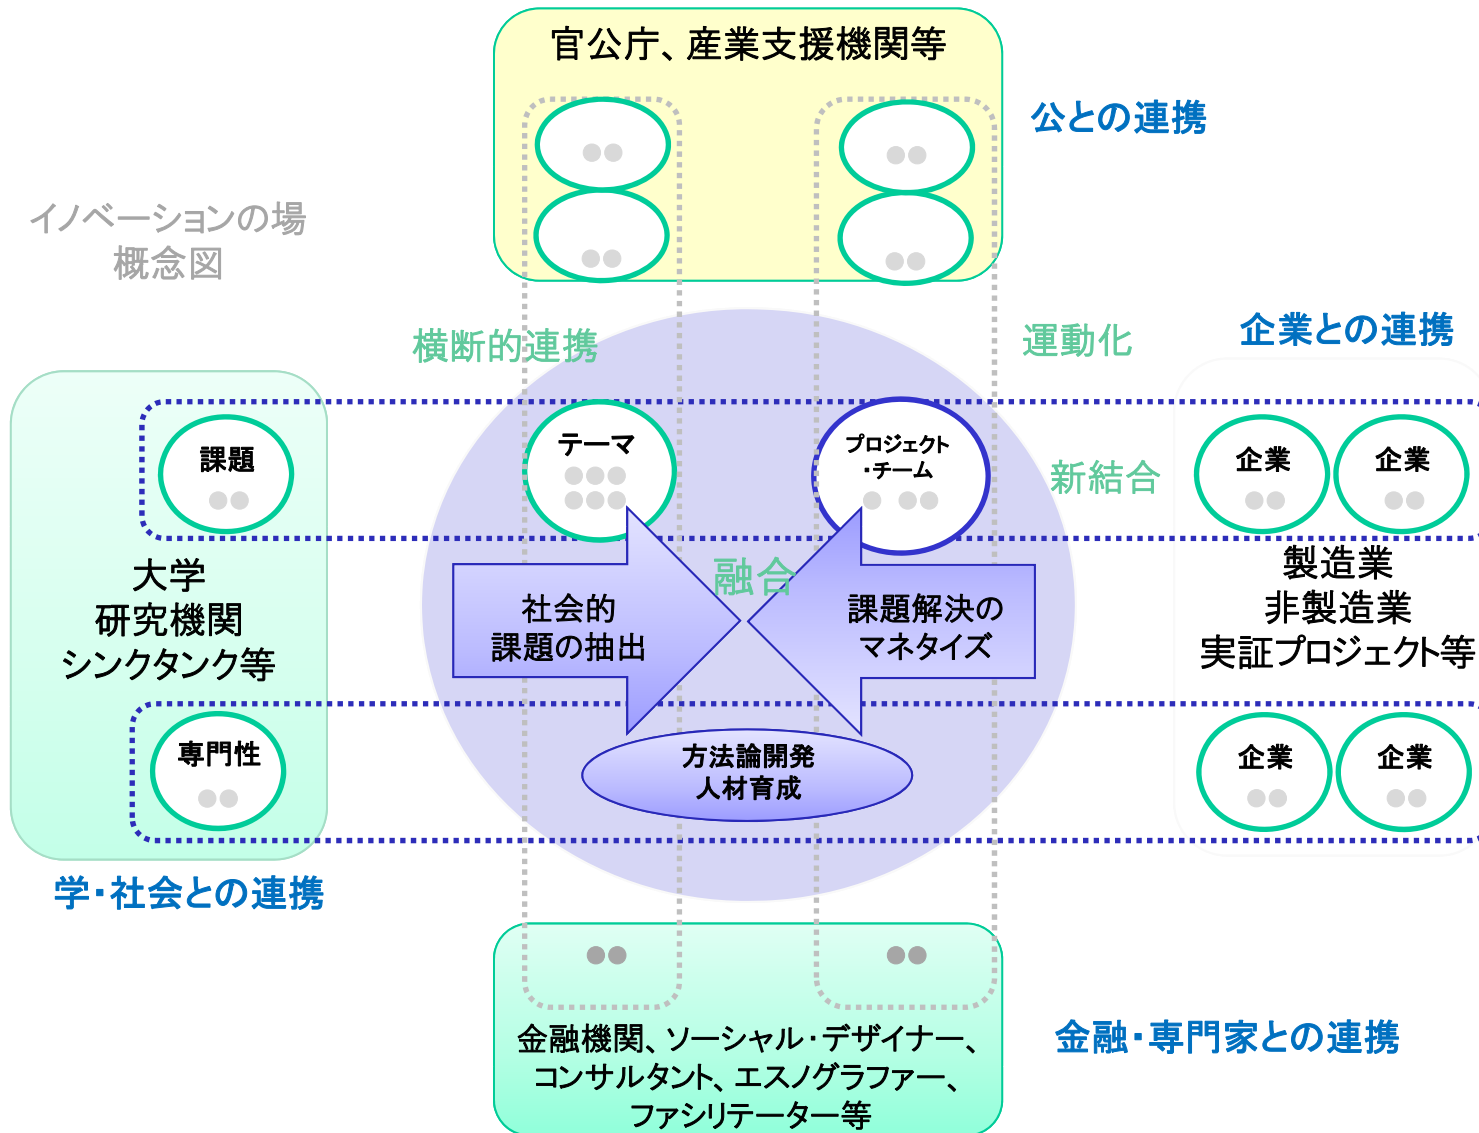 官公庁、産業支援機関等
●●
●●
●●
●●
公との連携
イノベーションの場
概念図
横断的連携
運動化
企業との連携
課題
●●
テーマ
●●●
●●●
プロジェクト
・チーム
● ●●
新結合
企業
●●
企業
●●
大学
研究機関
シンクタンク等
社会的
課題の抽出
融合
課題解決の
マネタイズ
製造業
非製造業
実証プロジェクト等
専門性
●●
方法論開発
人材育成
企業
●●
企業
●●
学・社会との連携
●●
●●
金融機関、ソーシャル・デザイナー、
コンサルタント、エスノグラファー、
ファシリテーター等
金融・専門家との連携